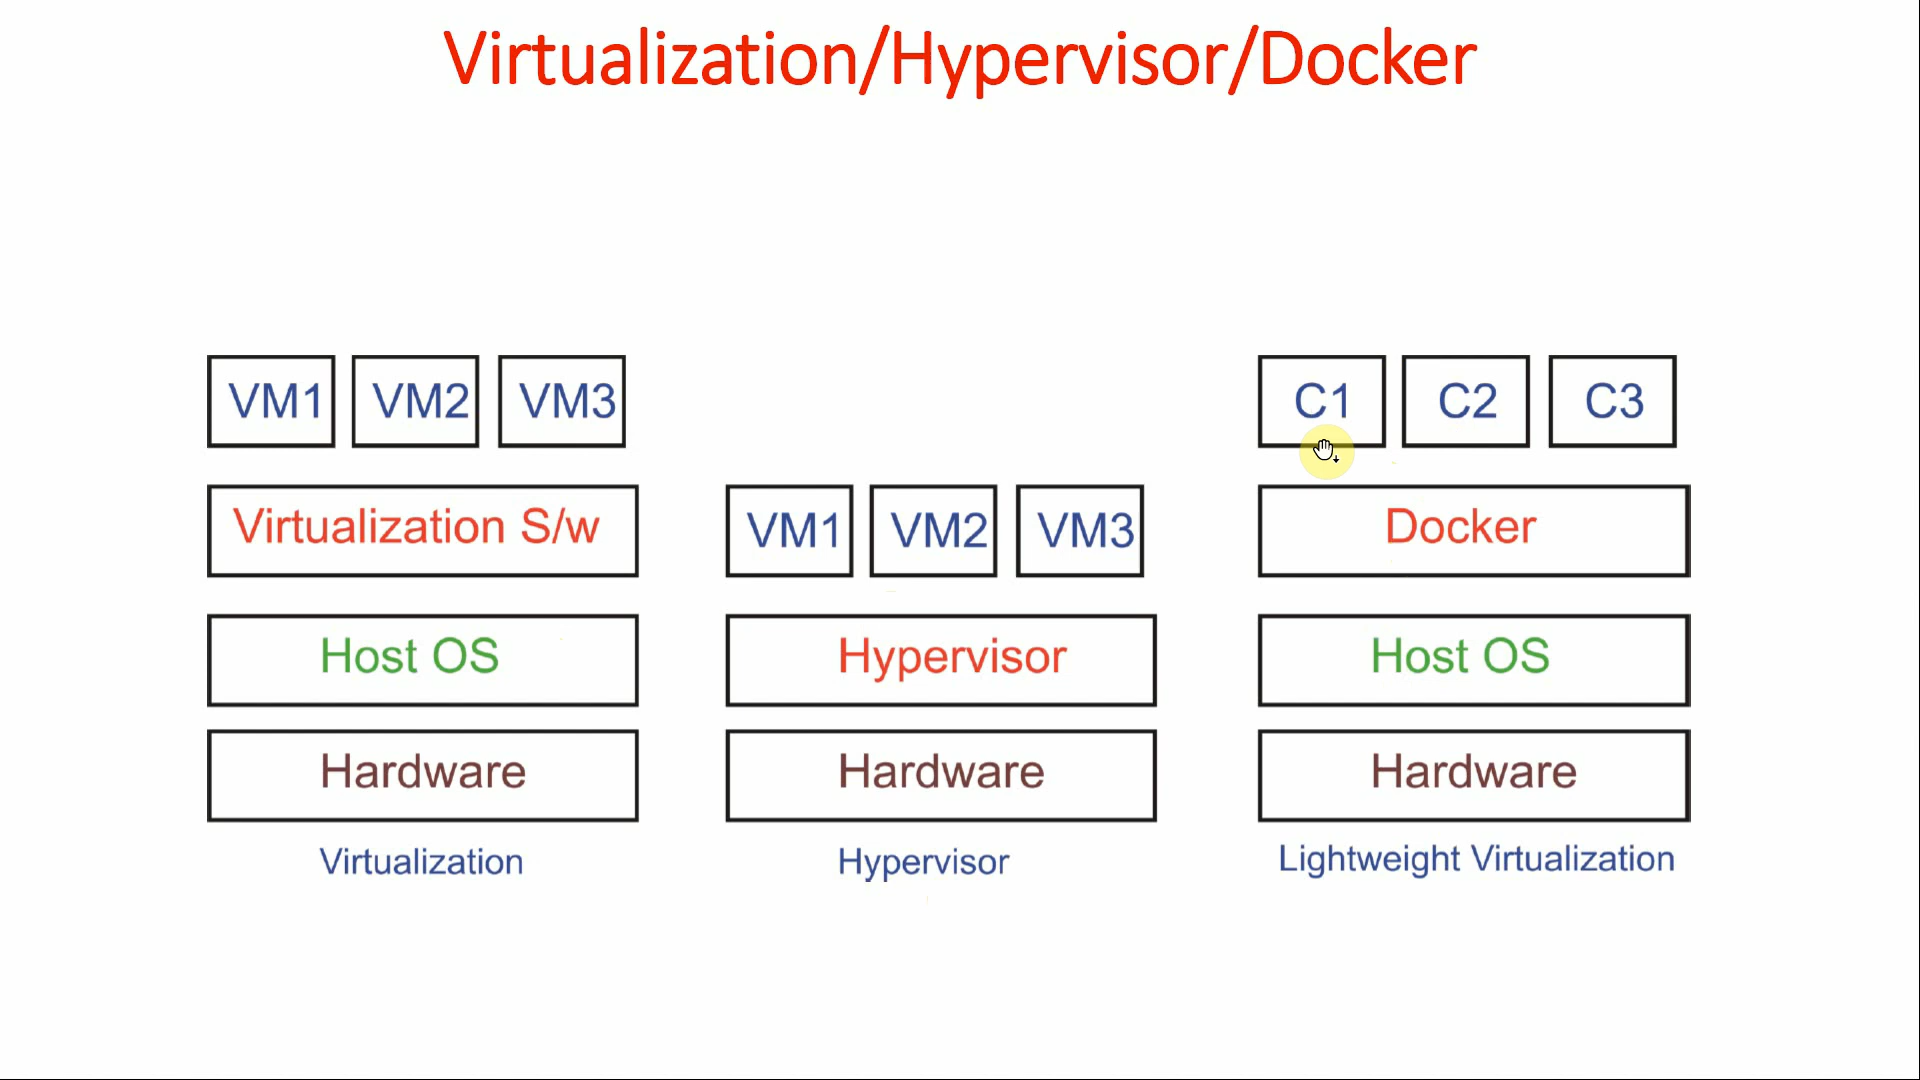 Virtualization/Hypervisor/Docker
VM1 VM2 VM3
Virtualization S/w
Host OS
Hardware
Virtualization
VM1 VM2 VM3
Hypervisor
Hardware
Hypervisor
C1 C2 C3
Docker
Host OS
Hardware
Lightweight Virtualization